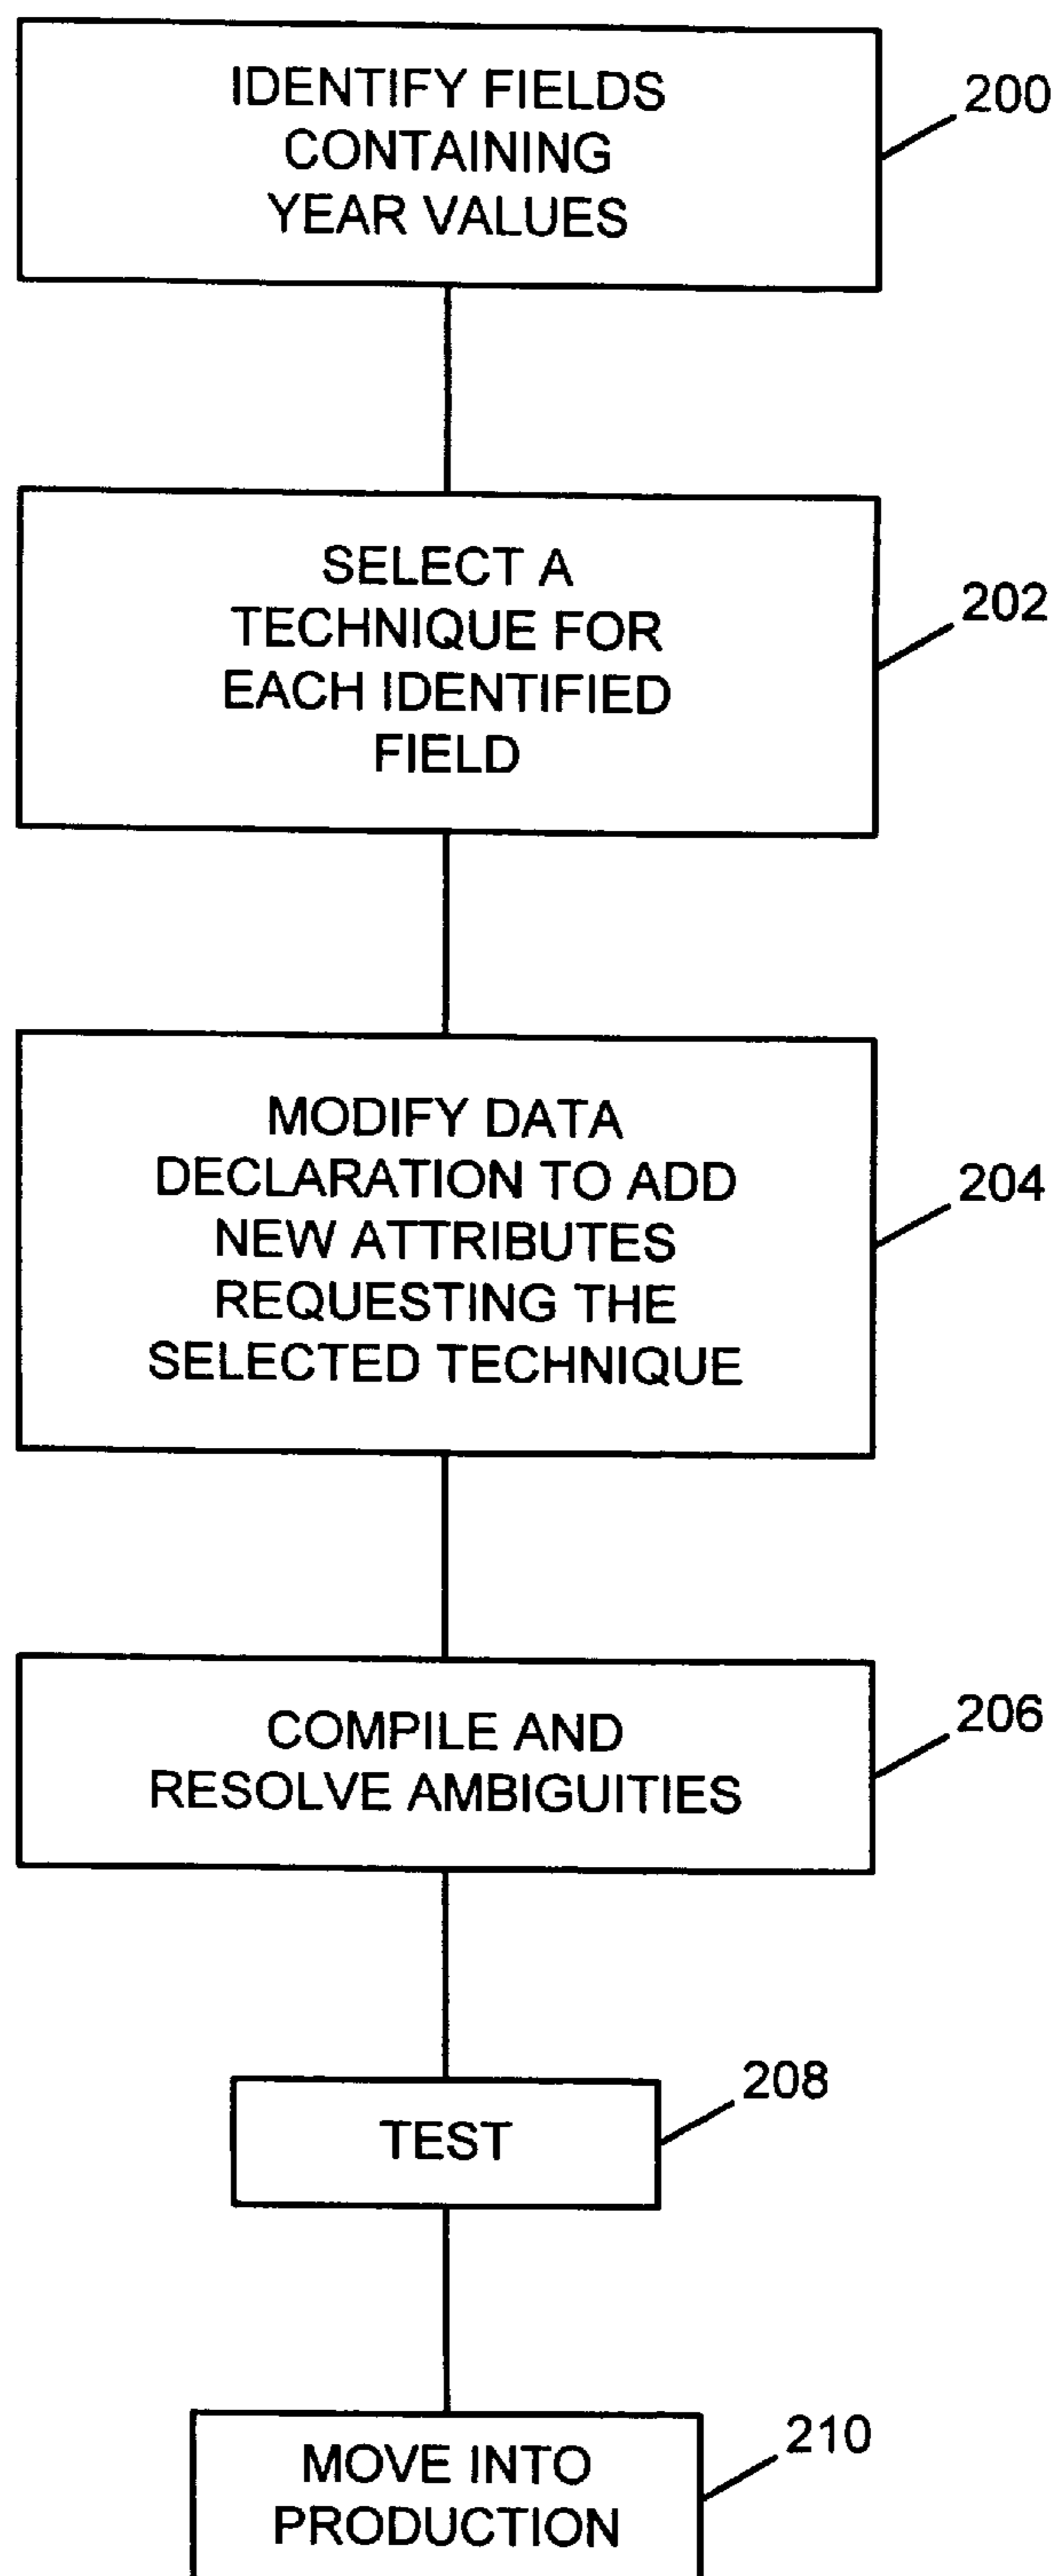 IDENTIFY FIELDS
CONTAINING
YEAR VALUES
200
SELECT A
TECHNIQUE FOR
EACH IDENTIFIED
FIELD
202
MODIFY DATA
DECLARATION TO ADD
NEW ATTRIBUTES
REQUESTING THE
SELECTED TECHNIQUE
204
COMPILE AND
RESOLVE AMBIGUITIES
206
TEST
208
MOVE INTO
PRODUCTION
210